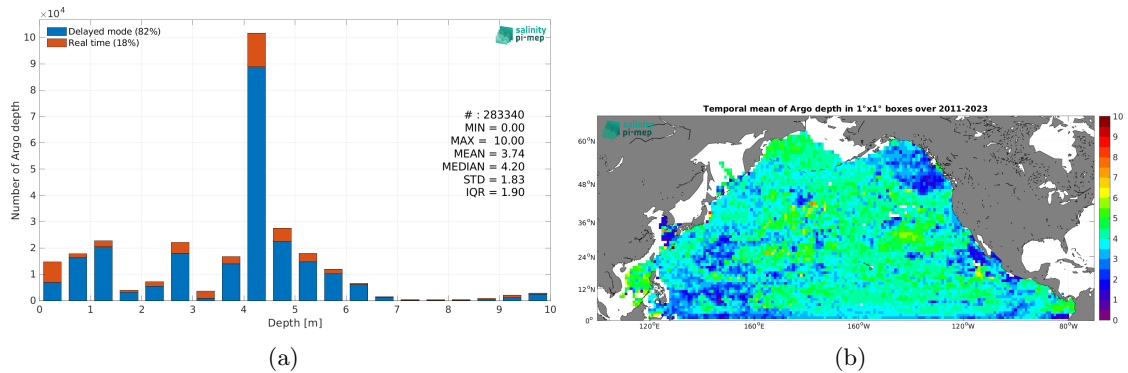 ×10⁴
Delayed mode (82%)
Real time (18%)
salinity
pi-mep
# : 283340
MIN = 0.00
MAX = 10.00
MEAN = 3.74
MEDIAN = 4.20
STD = 1.83
IQR = 1.90
Number of Argo depth
10
9
8
7
6
5
4
3
2
1
0
0 1 2 3 4 5 6 7 8 9 10
Depth [m]
(a)
Temporal mean of Argo depth in 1°x1° boxes over 2011-2023
salinity
pi-mep
60°N
48°N
36°N
24°N
12°N
0°
120°E 160°E 160°W 120°W 80°W
10
9
8
7
6
5
4
3
2
1
0
(b)